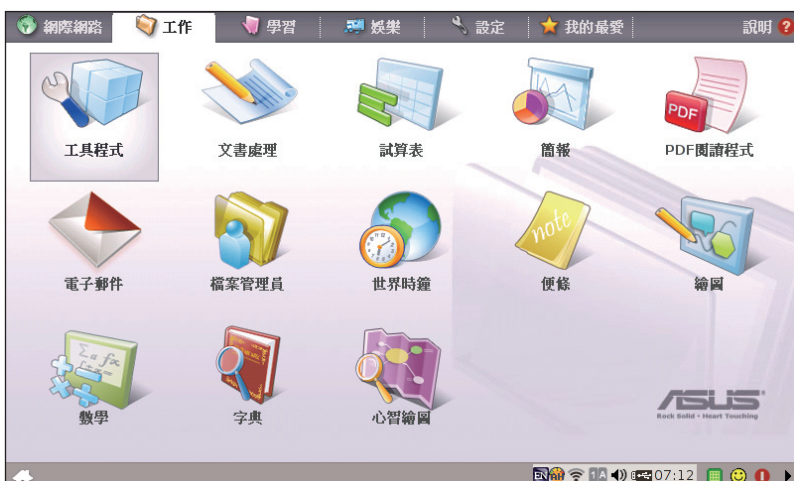 網際網路 工作 學習 娛樂 設定 我的最愛 說明 ?
工具程式 文書處理 試算表 簡報 PDF閱讀程式
PDF
電子郵件 檔案管理員 世界時鐘 便條 繪圖
note
數學 字典 心智繪圖
Σa fx
ASUS
Rock Solid • Heart Touching
EN 1 A 07:12